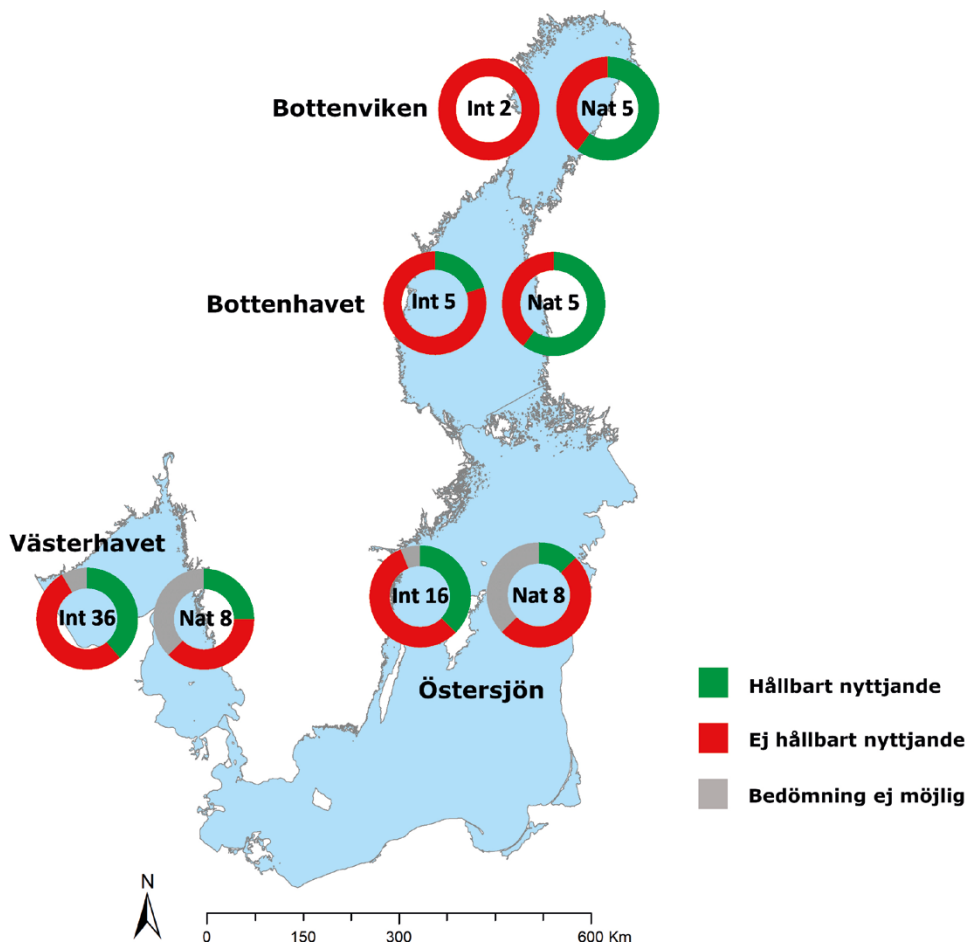 Bottenviken
Int 2
Nat 5
Bottenhavet
Int 5
Nat 5
Västerhavet
Int 36
Nat 8
Int 16
Nat 8
Östersjön
Hållbart nyttjande
Ej hållbart nyttjande
Bedömning ej möjlig
N
0 150 300 600 Km